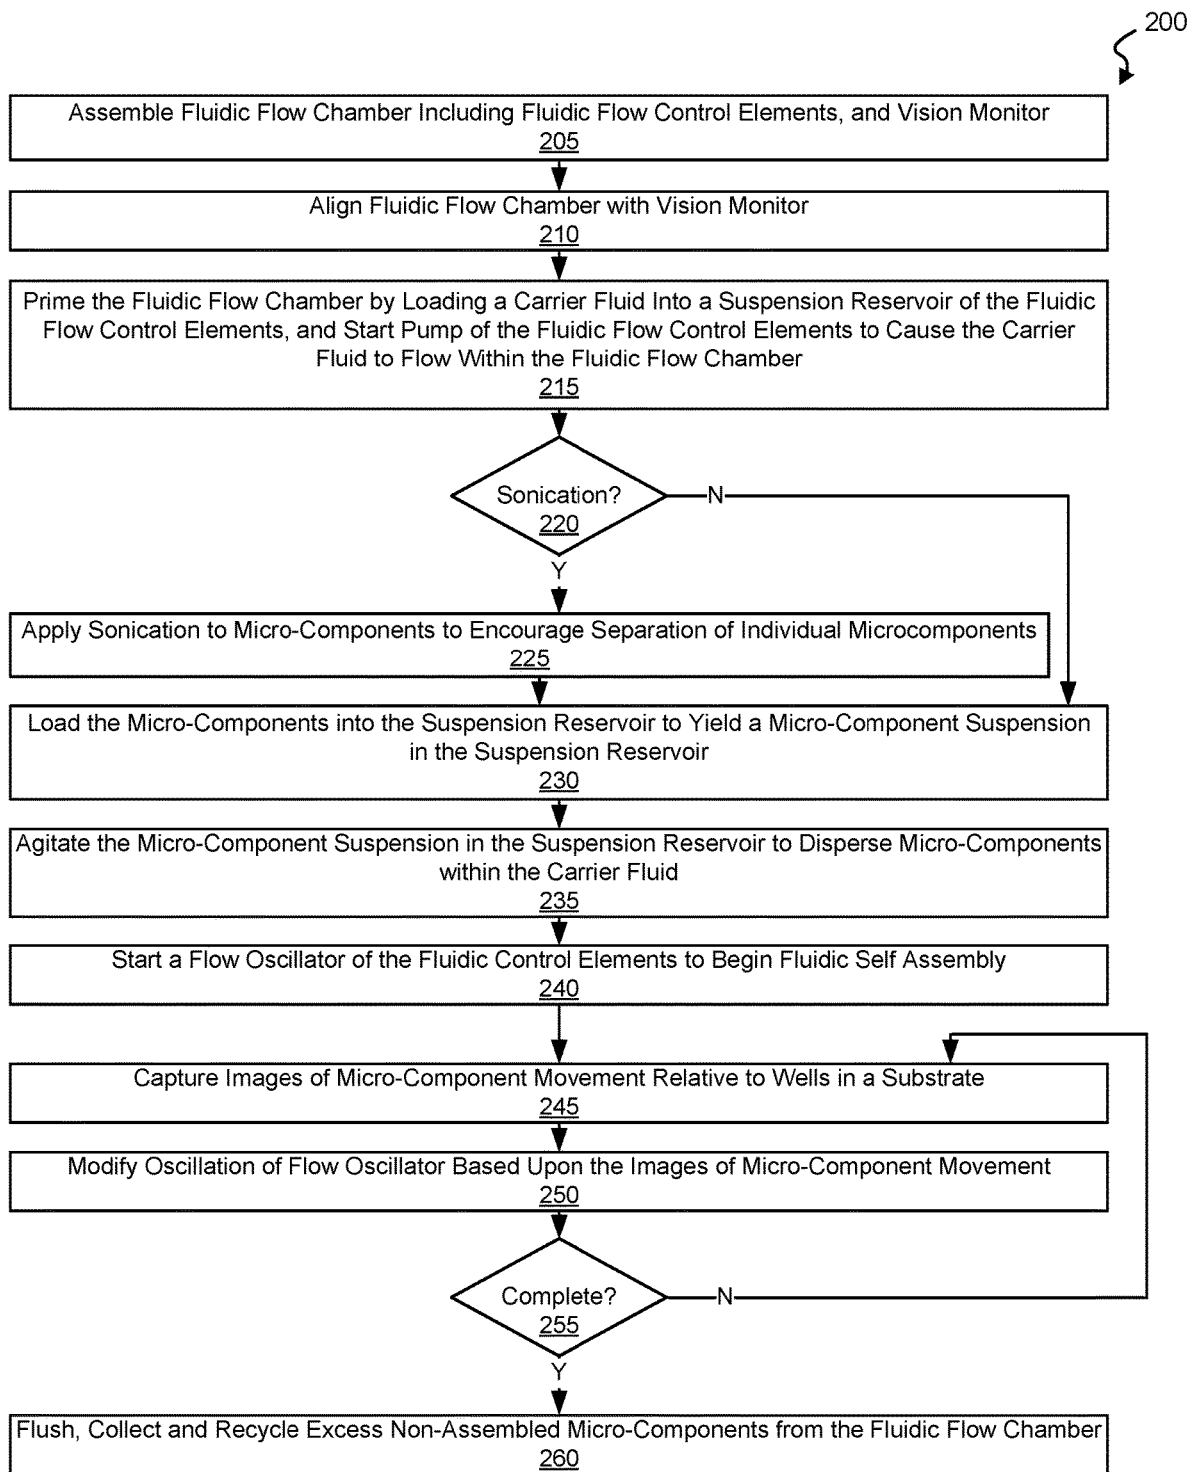 200
Assemble Fluidic Flow Chamber Including Fluidic Flow Control Elements, and Vision Monitor
205
Align Fluidic Flow Chamber with Vision Monitor
210
Prime the Fluidic Flow Chamber by Loading a Carrier Fluid Into a Suspension Reservoir of the Fluidic
Flow Control Elements, and Start Pump of the Fluidic Flow Control Elements to Cause the Carrier
Fluid to Flow Within the Fluidic Flow Chamber
215
Sonication?
220
N
Y
Apply Sonication to Micro-Components to Encourage Separation of Individual Microcomponents
225
Load the Micro-Components into the Suspension Reservoir to Yield a Micro-Component Suspension
in the Suspension Reservoir
230
Agitate the Micro-Component Suspension in the Suspension Reservoir to Disperse Micro-Components
within the Carrier Fluid
235
Start a Flow Oscillator of the Fluidic Control Elements to Begin Fluidic Self Assembly
240
Capture Images of Micro-Component Movement Relative to Wells in a Substrate
245
Modify Oscillation of Flow Oscillator Based Upon the Images of Micro-Component Movement
250
Complete?
255
N
Y
Flush, Collect and Recycle Excess Non-Assembled Micro-Components from the Fluidic Flow Chamber
260